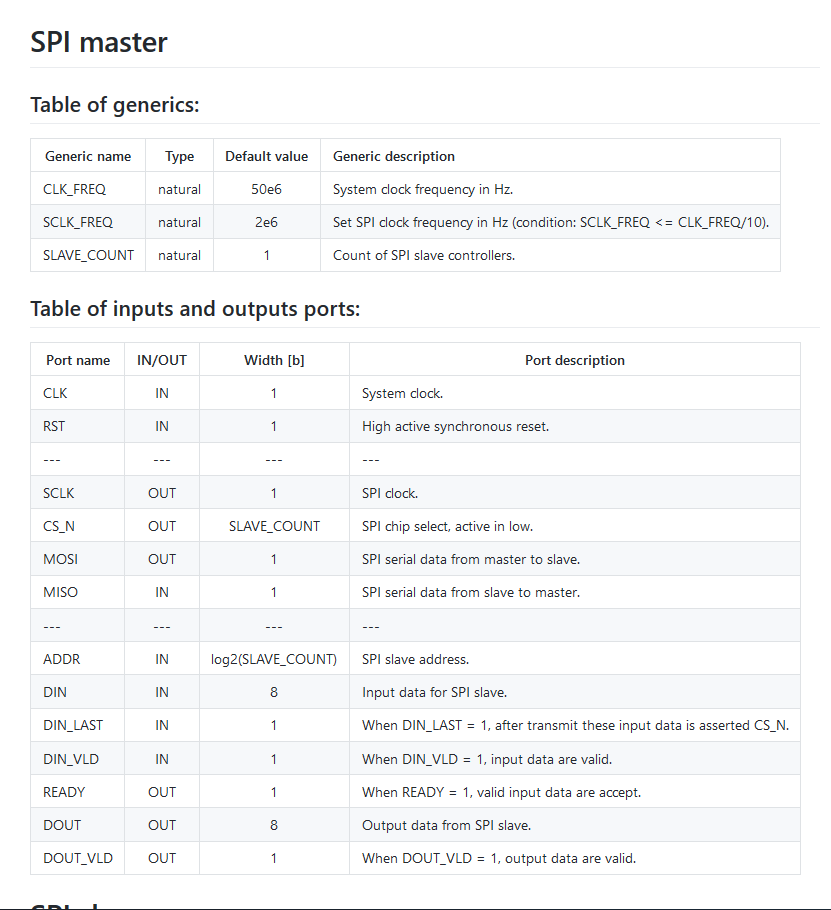 SPI master
Table of generics:
Generic name Type Default value Generic description
CLK_FREQ natural 50e6 System clock frequency in Hz.
SCLK_FREQ natural 2e6 Set SPI clock frequency in Hz (condition: SCLK_FREQ <= CLK_FREQ/10).
SLAVE_COUNT natural 1 Count of SPI slave controllers.
Table of inputs and outputs ports:
Port name IN/OUT Width [b] Port description
CLK IN 1 System clock.
RST IN 1 High active synchronous reset.
--- --- --- ---
SCLK OUT 1 SPI clock.
CS_N OUT SLAVE_COUNT SPI chip select, active in low.
MOSI OUT 1 SPI serial data from master to slave.
MISO IN 1 SPI serial data from slave to master.
--- --- --- ---
ADDR IN log2(SLAVE_COUNT) SPI slave address.
DIN IN 8 Input data for SPI slave.
DIN_LAST IN 1 When DIN_LAST = 1, after transmit these input data is asserted CS_N.
DIN_VLD IN 1 When DIN_VLD = 1, input data are valid.
READY OUT 1 When READY = 1, valid input data are accept.
DOUT OUT 8 Output data from SPI slave.
DOUT_VLD OUT 1 When DOUT_VLD = 1, output data are valid.